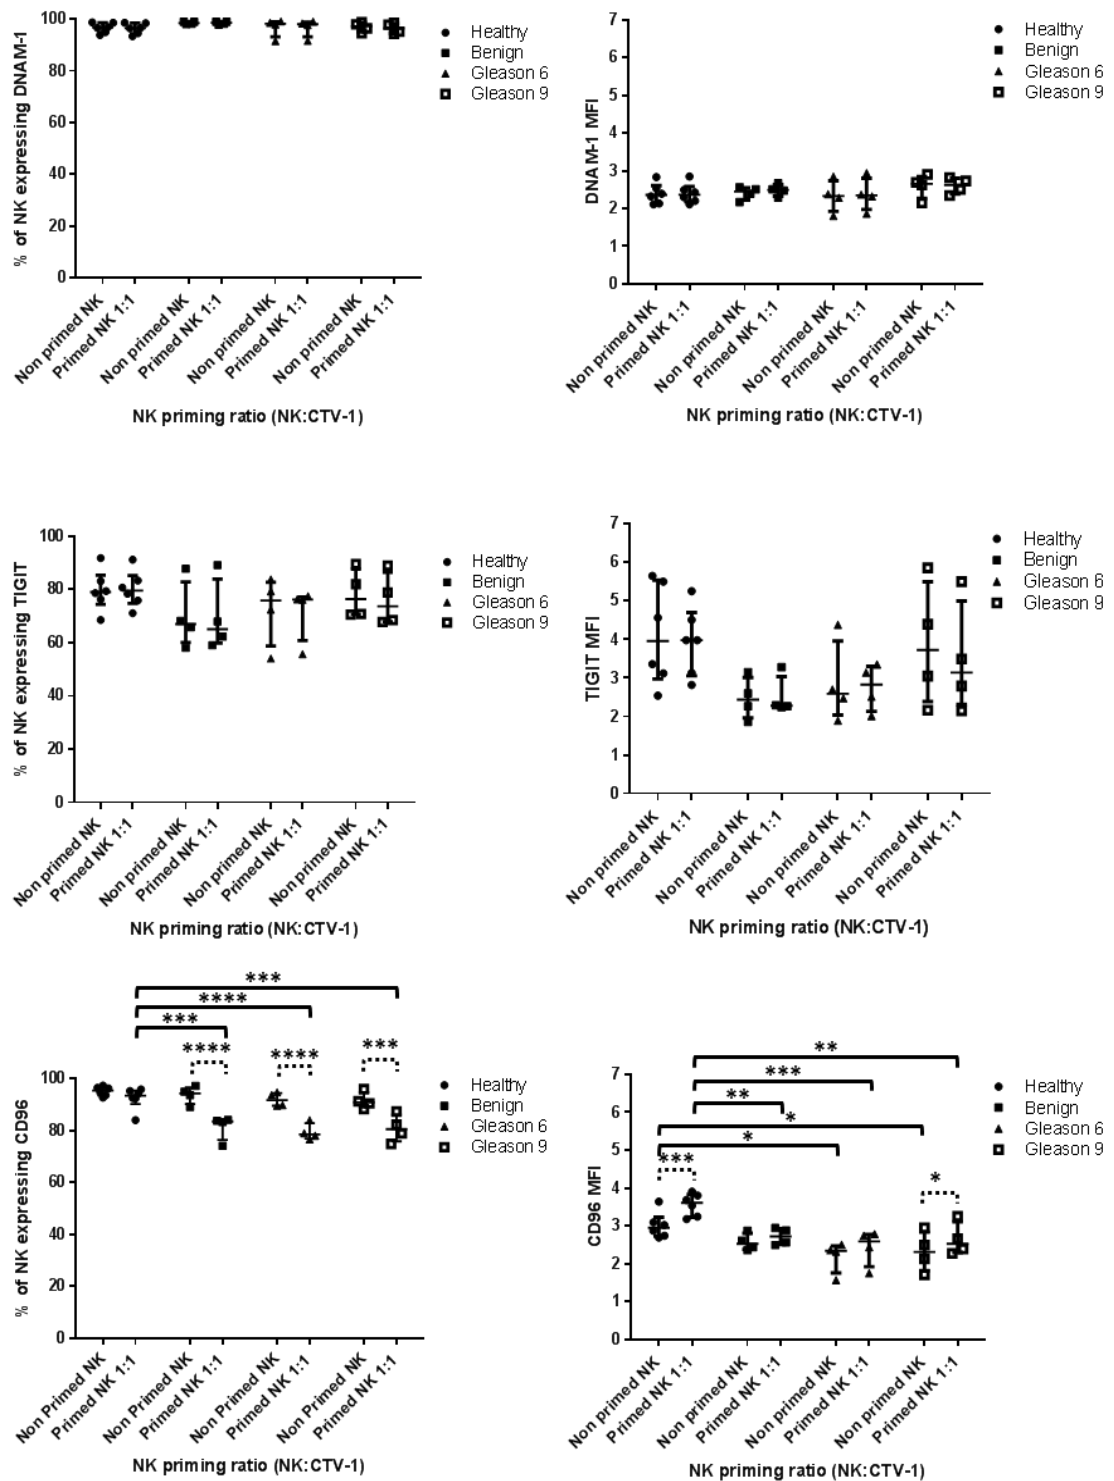 % of NK expressing DNAM-1
100
80
60
40
20
0
Non primed NK
Primed NK 1:1
Non primed NK
Primed NK 1:1
Non primed NK
Primed NK 1:1
Non primed NK
Primed NK 1:1
NK priming ratio (NK:CTV-1)
Healthy
Benign
Gleason 6
Gleason 9
DNAM-1 MFI
7
6
5
4
3
2
1
0
Non primed NK
Primed NK 1:1
Non primed NK
Primed NK 1:1
Non primed NK
Primed NK 1:1
Non primed NK
Primed NK 1:1
NK priming ratio (NK:CTV-1)
Healthy
Benign
Gleason 6
Gleason 9
% of NK expressing TIGIT
100
80
60
40
20
0
Non primed NK
Primed NK 1:1
Non primed NK
Primed NK 1:1
Non primed NK
Primed NK 1:1
Non primed NK
Primed NK 1:1
NK priming ratio (NK:CTV-1)
Healthy
Benign
Gleason 6
Gleason 9
TIGIT MFI
7
6
5
4
3
2
1
0
Non primed NK
Primed NK 1:1
Non primed NK
Primed NK 1:1
Non primed NK
Primed NK 1:1
Non primed NK
Primed NK 1:1
NK priming ratio (NK:CTV-1)
Healthy
Benign
Gleason 6
Gleason 9
% of NK expressing CD96
***
****
***
****
****
***
100
80
60
40
20
0
Non Primed NK
Primed NK 1:1
Non Primed NK
Primed NK 1:1
Non Primed NK
Primed NK 1:1
Non Primed NK
Primed NK 1:1
NK priming ratio (NK:CTV-1)
Healthy
Benign
Gleason 6
Gleason 9
CD96 MFI
**
***
**
*
*
***
*
7
6
5
4
3
2
1
0
Non primed NK
Primed NK 1:1
Non primed NK
Primed NK 1:1
Non primed NK
Primed NK 1:1
Non primed NK
Primed NK 1:1
NK priming ratio (NK:CTV-1)
Healthy
Benign
Gleason 6
Gleason 9